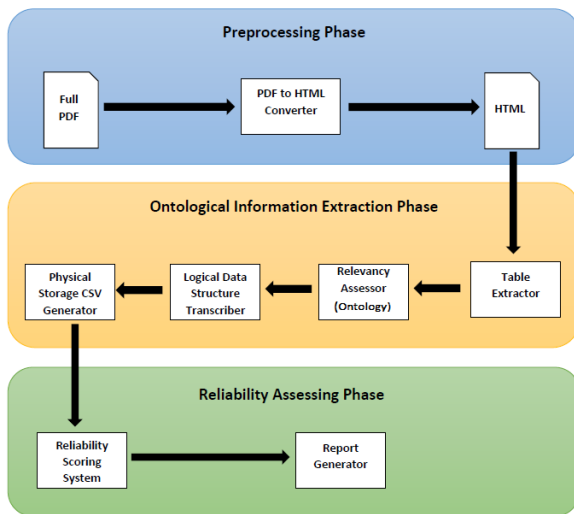 Preprocessing Phase
Full
PDF
PDF to HTML
Converter
HTML
Ontological Information Extraction Phase
Physical
Storage CSV
Generator
Logical Data
Structure
Transcriber
Relevancy
Assessor
(Ontology)
Table
Extractor
Reliability Assessing Phase
Reliability
Scoring
System
Report
Generator